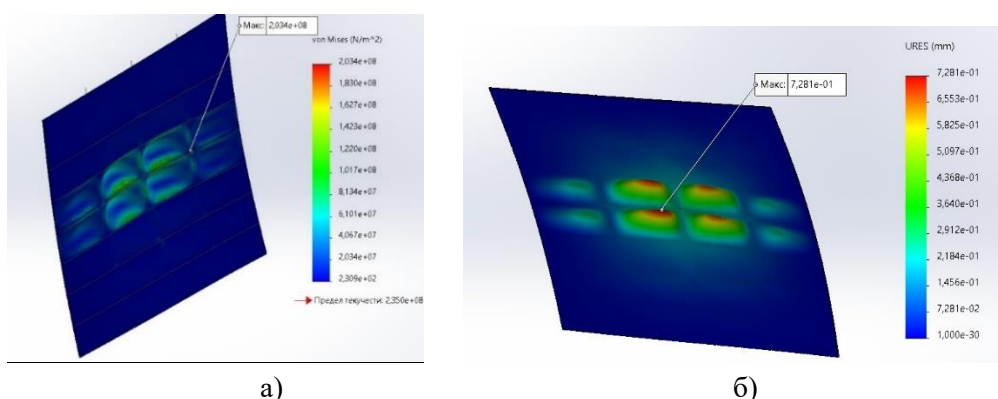 Макс: 2,034e+08
von Mises (N/m^2)
2,034e+08
1,830e+08
1,627e+08
1,423e+08
1,220e+08
1,017e+08
8,134e+07
6,101e+07
4,067e+07
2,034e+07
2,309e+02
Предел текучести: 2,350e+08
а)
URES (mm)
Макс: 7,281e-01
7,281e-01
6,553e-01
5,825e-01
5,097e-01
4,368e-01
3,640e-01
2,912e-01
2,184e-01
1,456e-01
7,281e-02
1,000e-30
б)